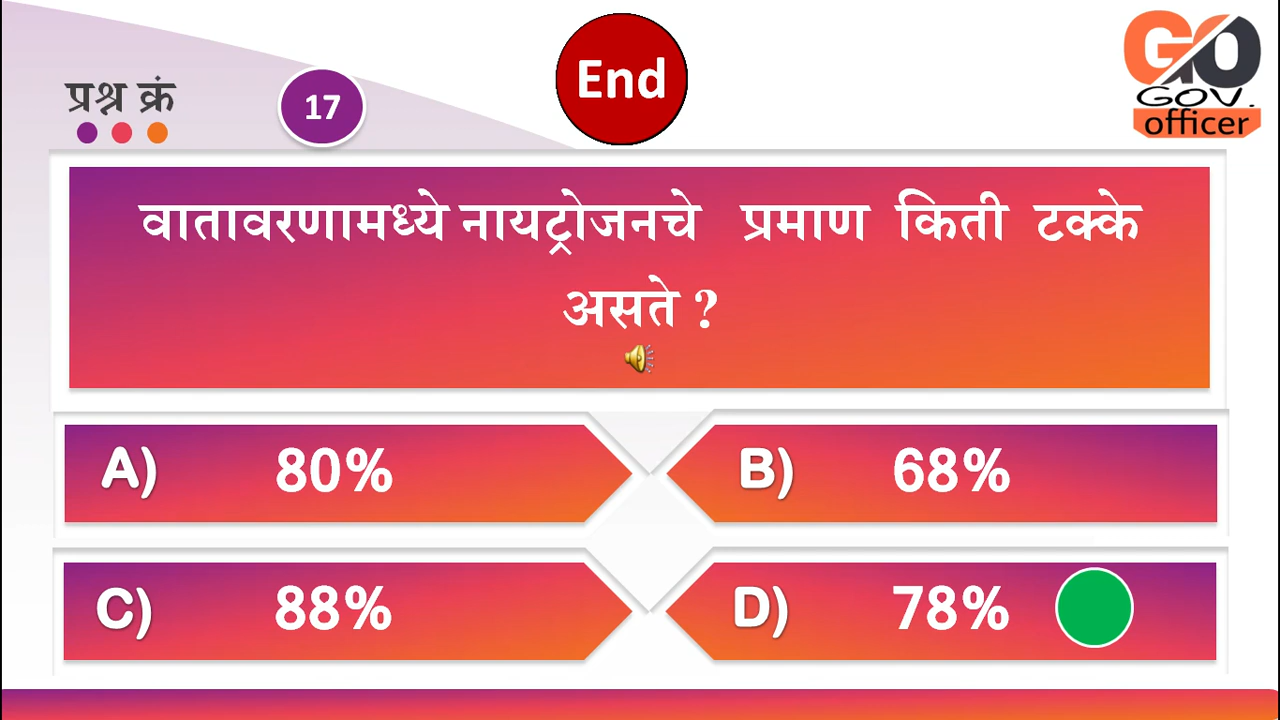 End
GO
GOV.
officer
प्रश्न क्रं
17
वातावरणामध्ये नायट्रोजनचे प्रमाण किती टक्के
असते ?
A) 80%
B) 68%
C) 88%
D) 78%